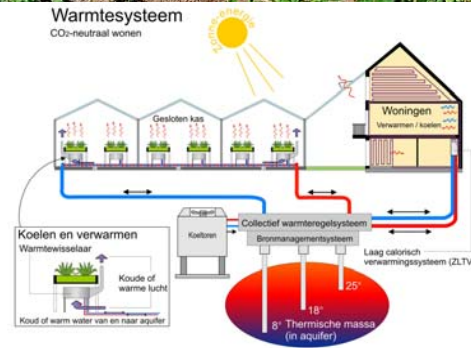 Warmtesysteem
CO2-neutraal wonen
Zonne-energie
Gesloten kas
Woningen
Verwarmen / koelen
Koelen en verwarmen
Warmtewisselaar
Koude of
warme lucht
Koud of warm water van en naar aquifer
Koeltoren
Collectief warmteregelsysteem
Bronmanagementsysteem
Laag calorisch
verwarmingssysteem (ZLTV
25°
18°
8° Thermische massa
(in aquifer)